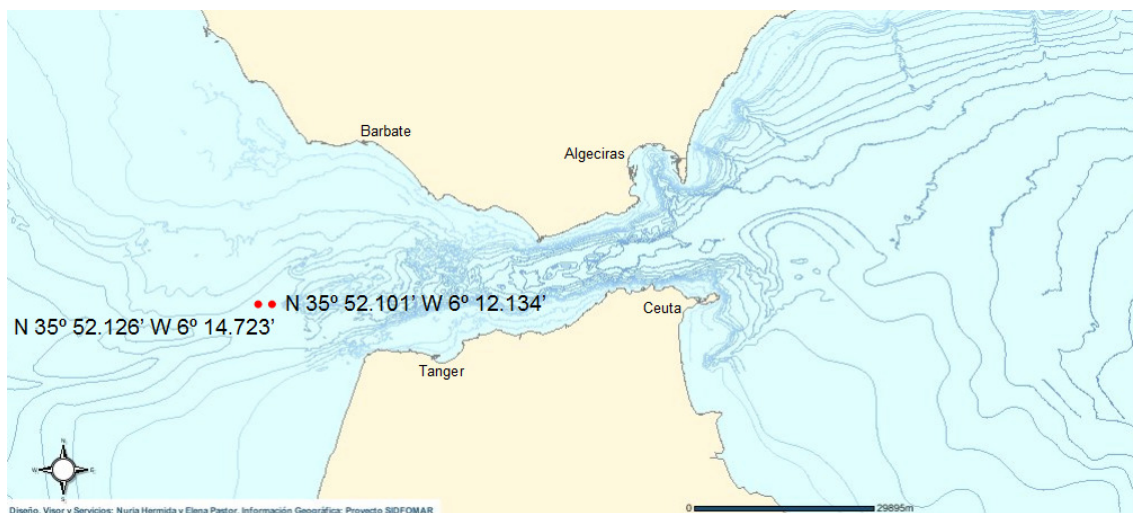 Barbate
Algeciras
N 35º 52.101’ W 6º 12.134’
Ceuta
N 35º 52.126’ W 6º 14.723’
Tanger
N
W E
S
0 29895m
Diseño, Visor y Servicios: Nuria Hermida y Elena Pastor. Información Geográfica: Proyecto SIDFOMAR